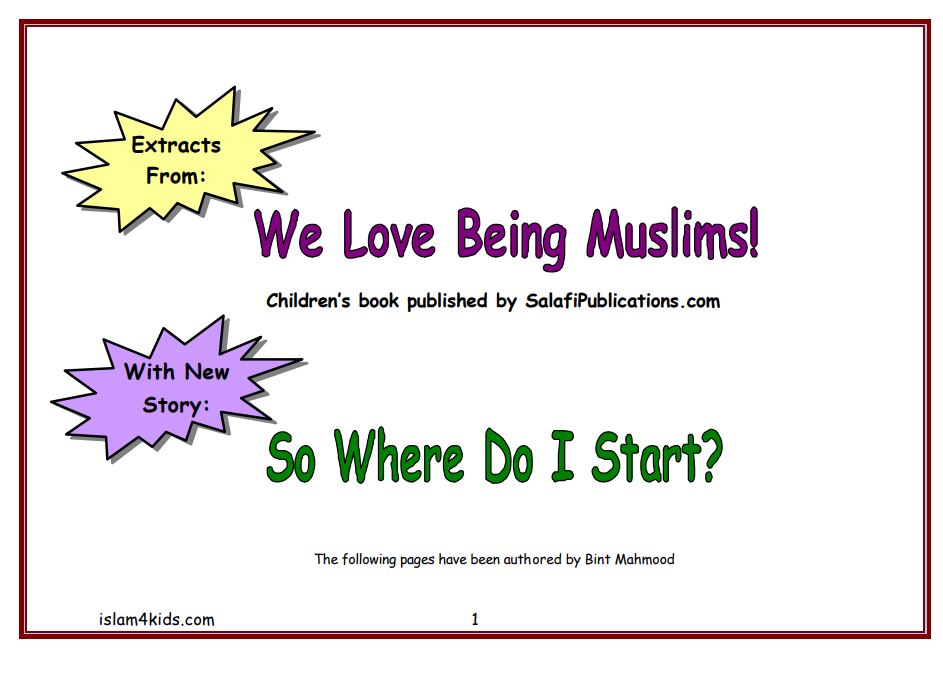 Extracts
From:
We Love Being Muslims!
Children's book published by SalafiPublications.com
With New
Story:
So Where Do I Start?
The following pages have been authored by Bint Mahmood
islam4kids.com 1